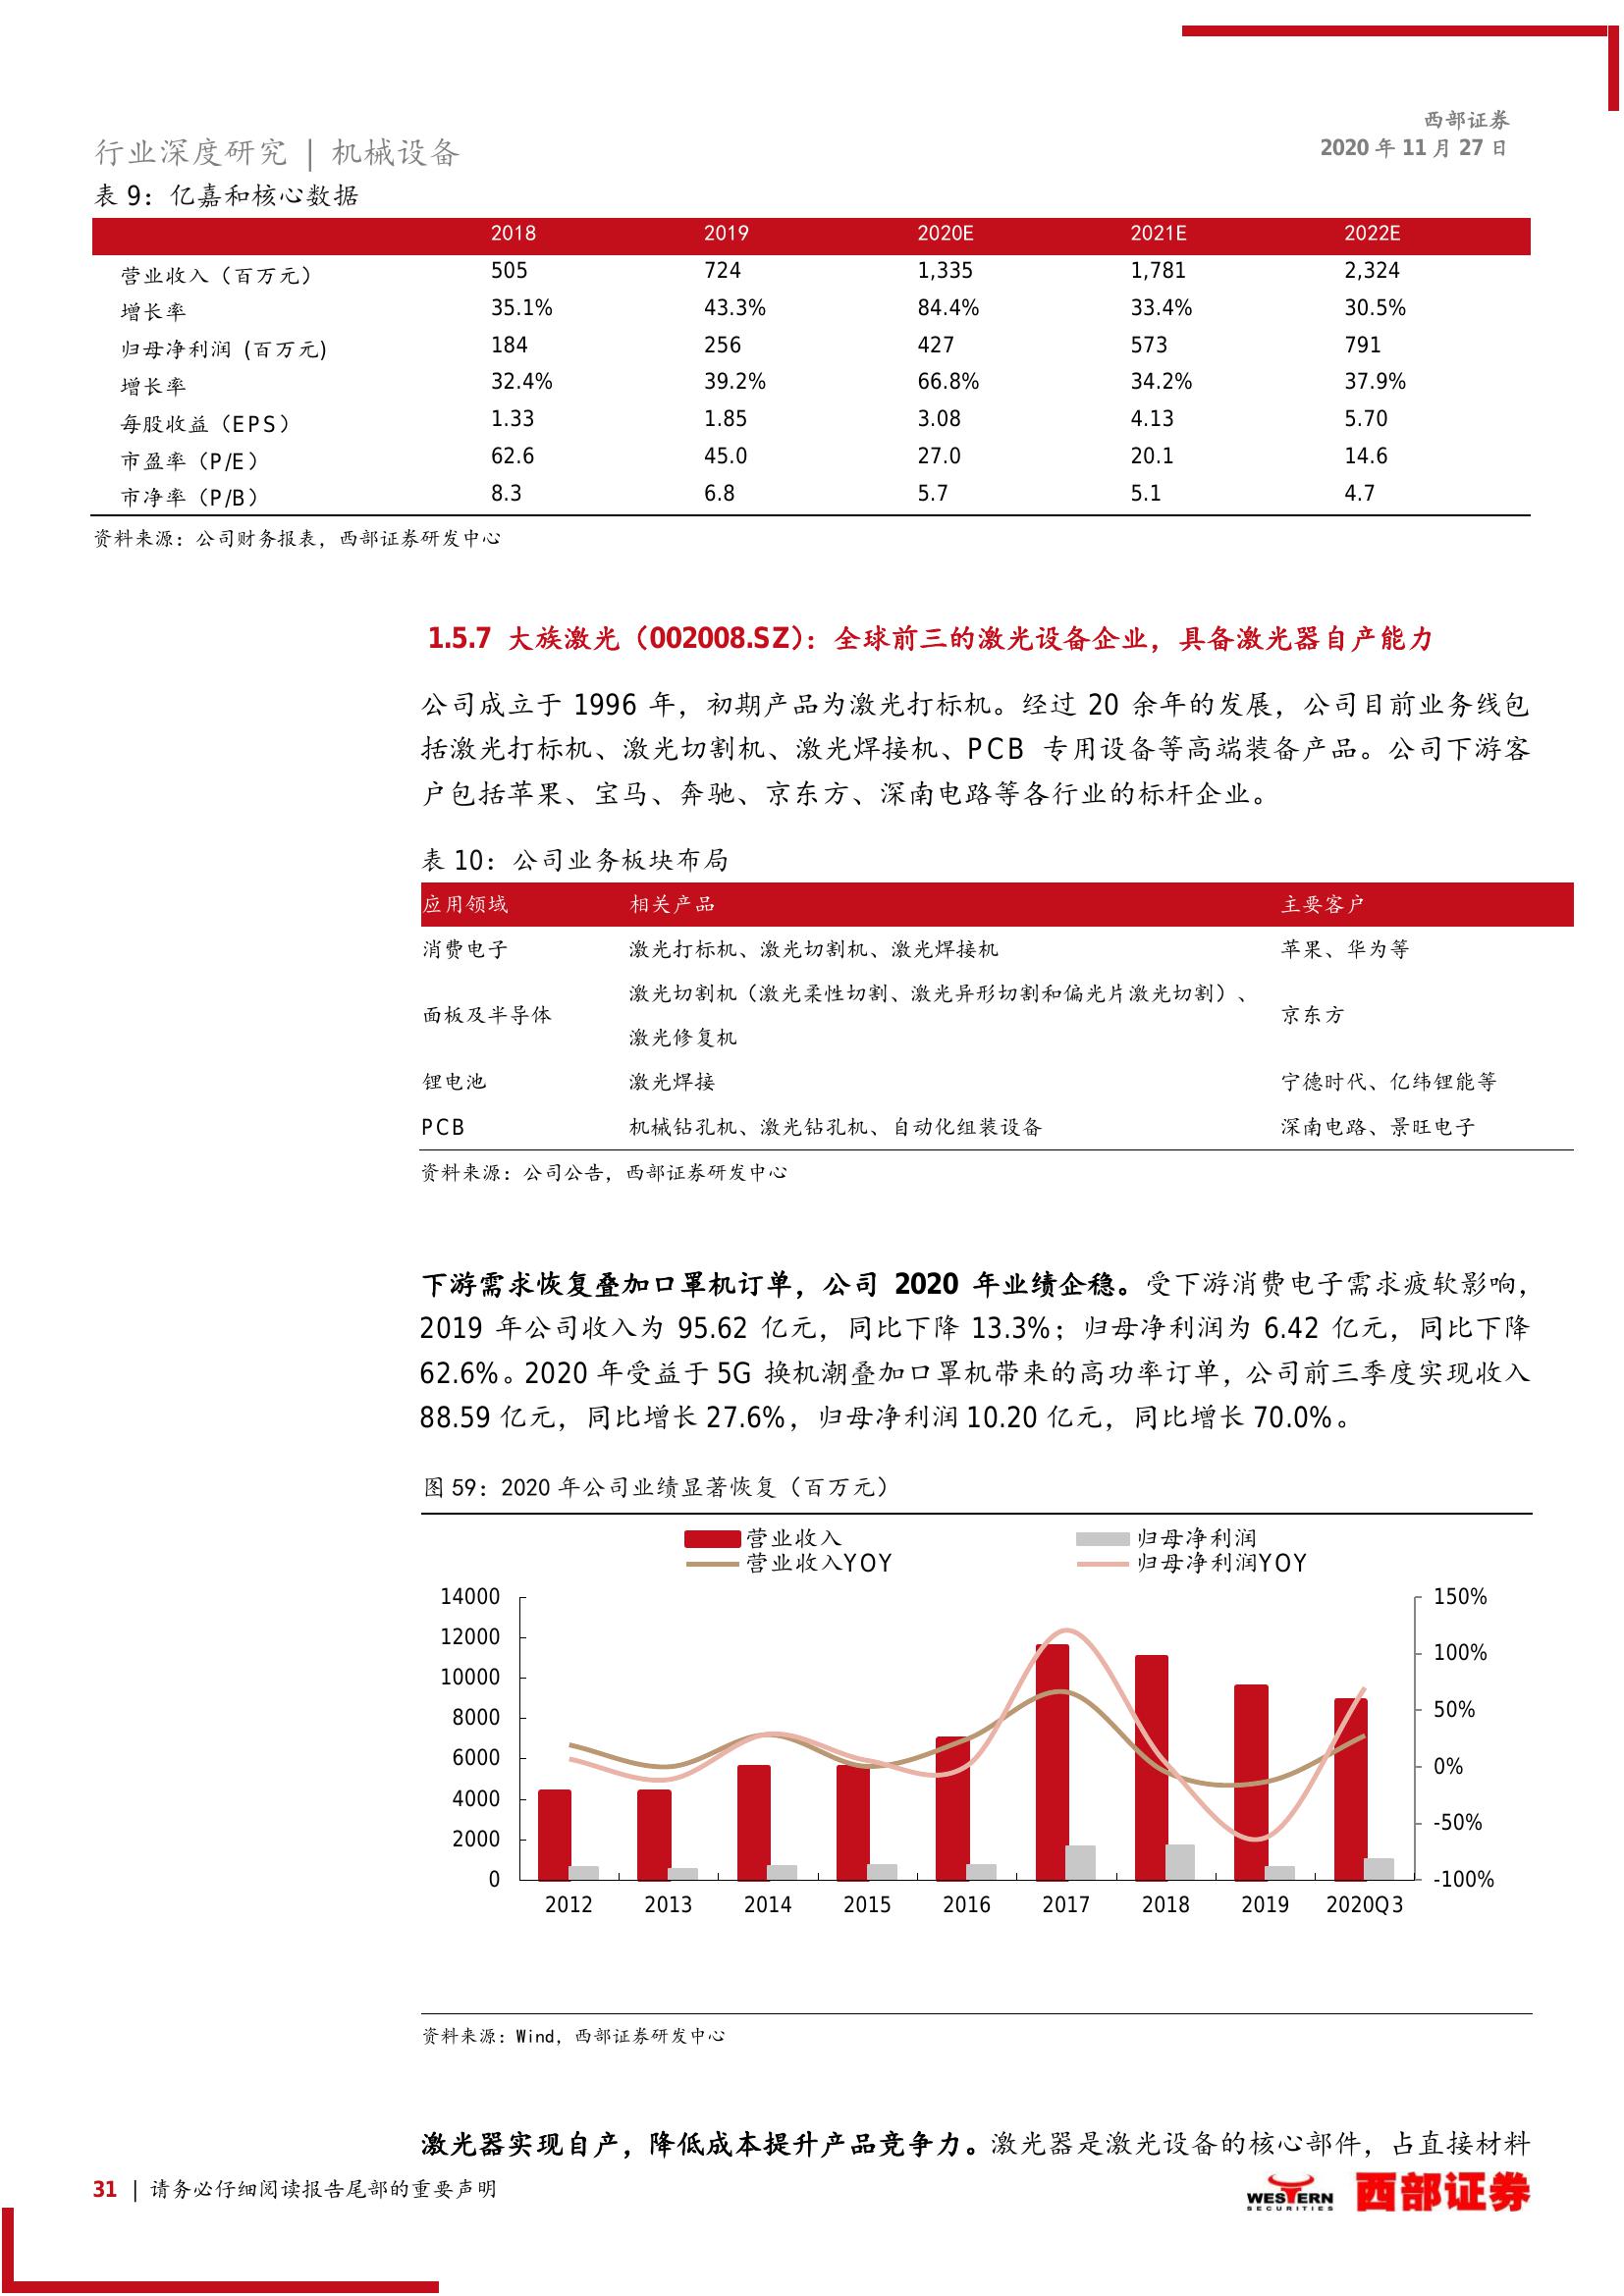 西部证券
2020 年 11 月 27 日
行业深度研究 | 机械设备
表 9：亿嘉和核心数据
2018 2019 2020E 2021E 2022E
营业收入（百万元） 505 724 1,335 1,781 2,324
增长率 35.1% 43.3% 84.4% 33.4% 30.5%
归母净利润 (百万元) 184 256 427 573 791
增长率 32.4% 39.2% 66.8% 34.2% 37.9%
每股收益（EPS） 1.33 1.85 3.08 4.13 5.70
市盈率（P/E） 62.6 45.0 27.0 20.1 14.6
市净率（P/B） 8.3 6.8 5.7 5.1 4.7
资料来源：公司财务报表，西部证券研发中心
1.5.7 大族激光（002008.SZ）：全球前三的激光设备企业，具备激光器自产能力
公司成立于 1996 年，初期产品为激光打标机。经过 20 余年的发展，公司目前业务线包
括激光打标机、激光切割机、激光焊接机、PCB 专用设备等高端装备产品。公司下游客
户包括苹果、宝马、奔驰、京东方、深南电路等各行业的标杆企业。
表 10：公司业务板块布局
应用领域 相关产品 主要客户
消费电子 激光打标机、激光切割机、激光焊接机 苹果、华为等
面板及半导体 激光切割机（激光柔性切割、激光异形切割和偏光片激光切割）、 京东方
激光修复机
锂电池 激光焊接 宁德时代、亿纬锂能等
PCB 机械钻孔机、激光钻孔机、自动化组装设备 深南电路、景旺电子
资料来源：公司公告，西部证券研发中心
下游需求恢复叠加口罩机订单，公司 2020 年业绩企稳。受下游消费电子需求疲软影响，
2019 年公司收入为 95.62 亿元，同比下降 13.3%；归母净利润为 6.42 亿元，同比下降
62.6%。2020 年受益于 5G 换机潮叠加口罩机带来的高功率订单，公司前三季度实现收入
88.59 亿元，同比增长 27.6%，归母净利润 10.20 亿元，同比增长 70.0%。
图 59：2020 年公司业绩显著恢复（百万元）
营业收入 归母净利润
营业收入YOY 归母净利润YOY
14000 150%
12000
100%
10000
8000 50%
6000
0%
4000
-50%
2000
0 -100%
2012 2013 2014 2015 2016 2017 2018 2019 2020Q3
资料来源：Wind，西部证券研发中心
激光器实现自产，降低成本提升产品竞争力。激光器是激光设备的核心部件，占直接材料
31 | 请务必仔细阅读报告尾部的重要声明
WESTERN
SECURITIES
西部证券